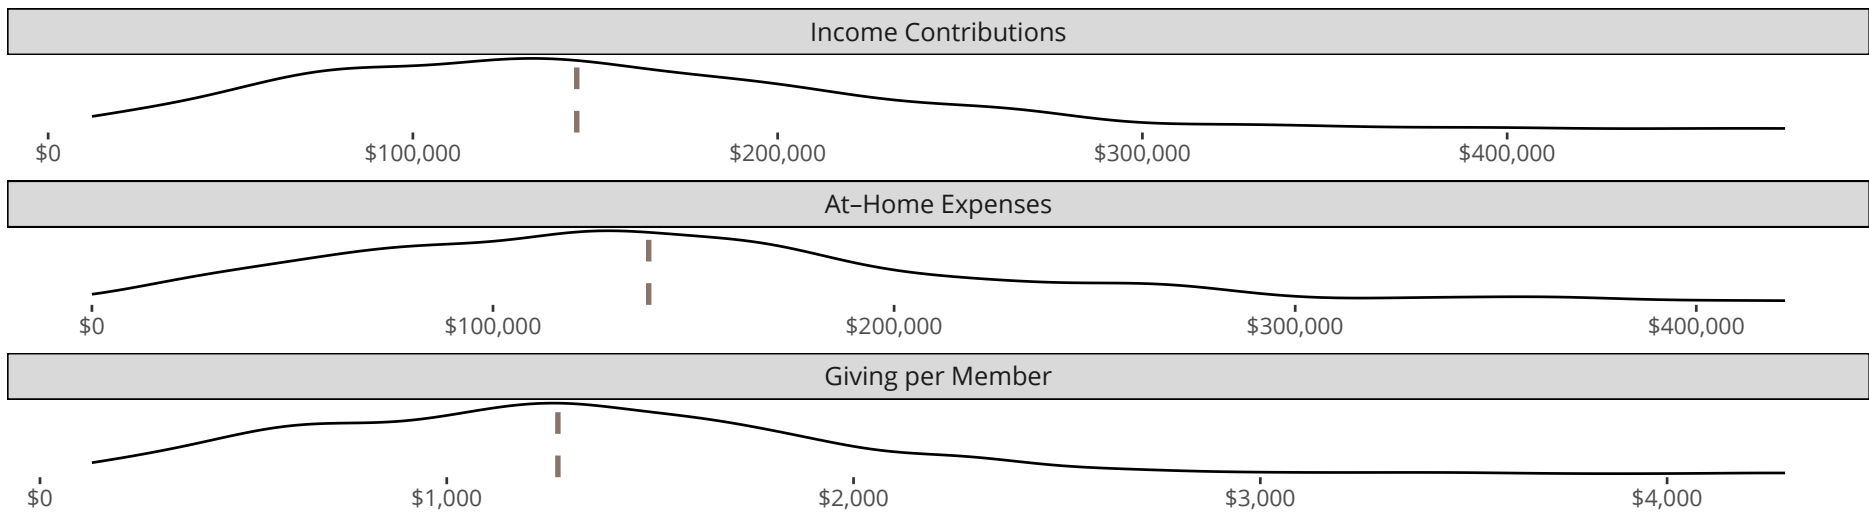 Income Contributions
$0 $100,000 $200,000 $300,000 $400,000
At–Home Expenses
$0 $100,000 $200,000 $300,000 $400,000
Giving per Member
$0 $1,000 $2,000 $3,000 $4,000